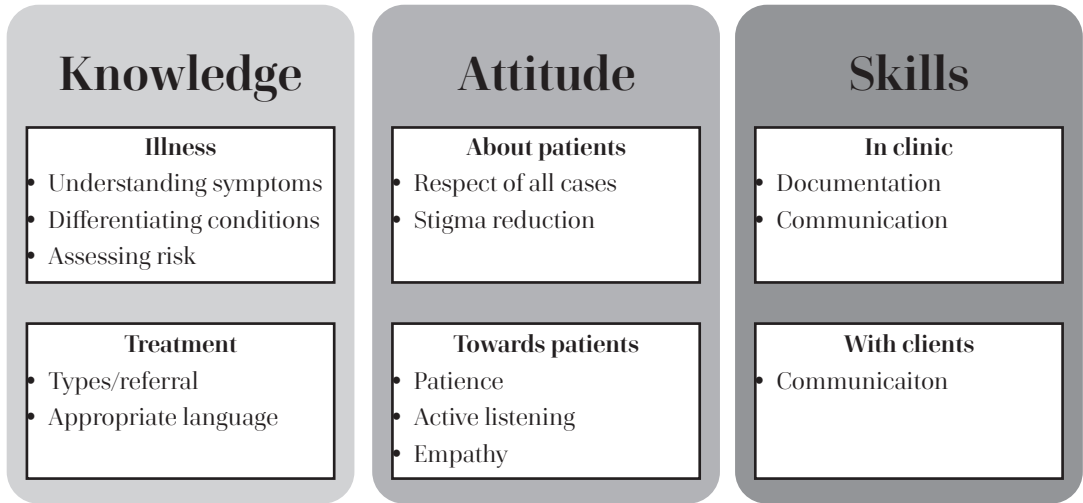 Knowledge
Illness
• Understanding symptoms
• Differentiating conditions
• Assessing risk
Treatment
• Types/referral
• Appropriate language
Attitude
About patients
• Respect of all cases
• Stigma reduction
Towards patients
• Patience
• Active listening
• Empathy
Skills
In clinic
• Documentation
• Communication
With clients
• Communicaiton